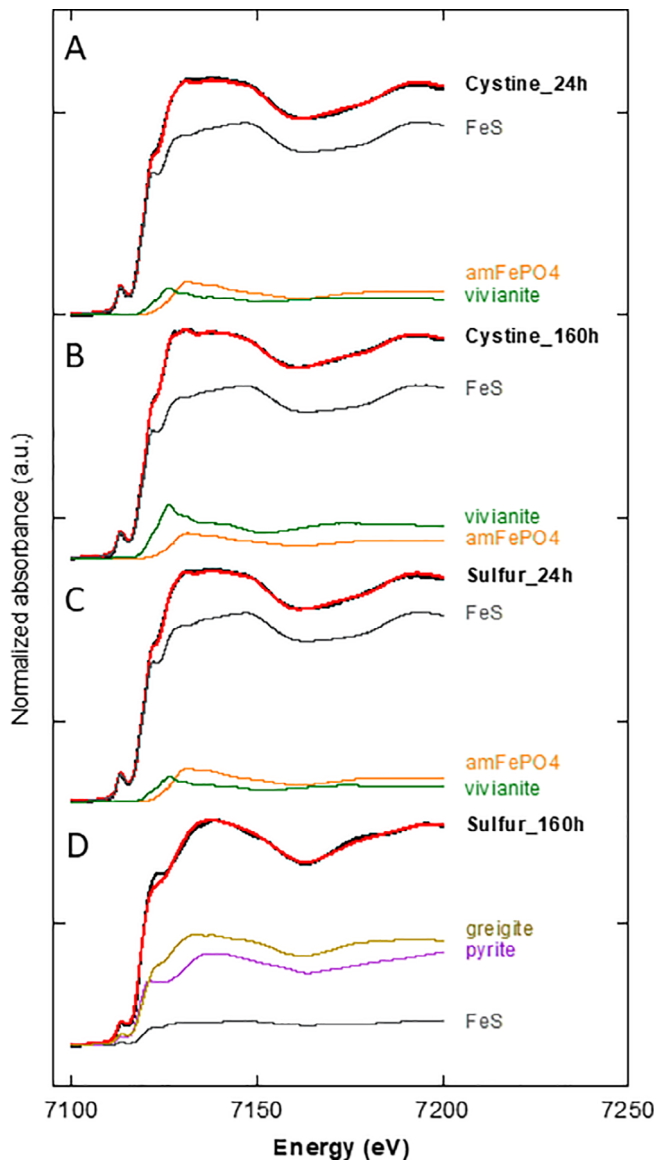 A
Cystine_24h
FeS
amFePO4
vivianite
B
Cystine_160h
FeS
vivianite
amFePO4
C
Sulfur_24h
FeS
amFePO4
vivianite
D
Sulfur_160h
greigite
pyrite
FeS
Normalized absorbance (a.u.)
7100 7150 7200 7250
Energy (eV)